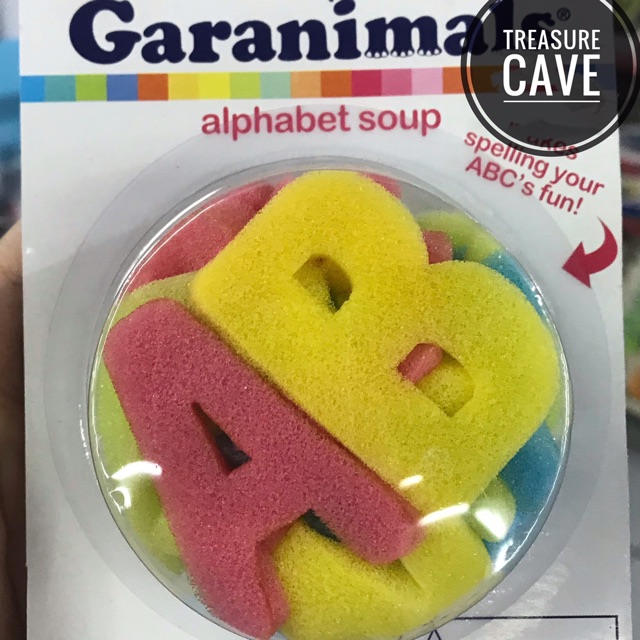 Garanimals®
TREASURE
CAVE
alphabet soup
spelling your
ABC's fun!
B
A